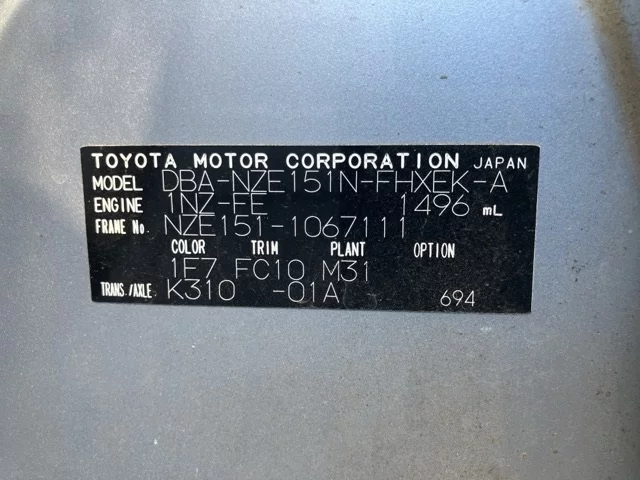 TOYOTA MOTOR CORPORATION JAPAN
MODEL DBA-NZE151N-FHXEK-A
ENGINE 1NZ-FE 1496 mL
FRAME No. NZE151-1067111
COLOR TRIM PLANT OPTION
1E7 FC10 M31
TRANS./AXLE K310 -01A 694